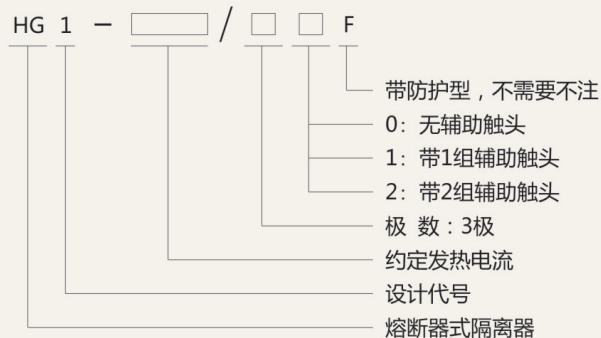 HG 1 - / F
带防护型，不需要不注
0: 无辅助触头
1: 带1组辅助触头
2: 带2组辅助触头
极 数：3极
约定发热电流
设计代号
熔断器式隔离器